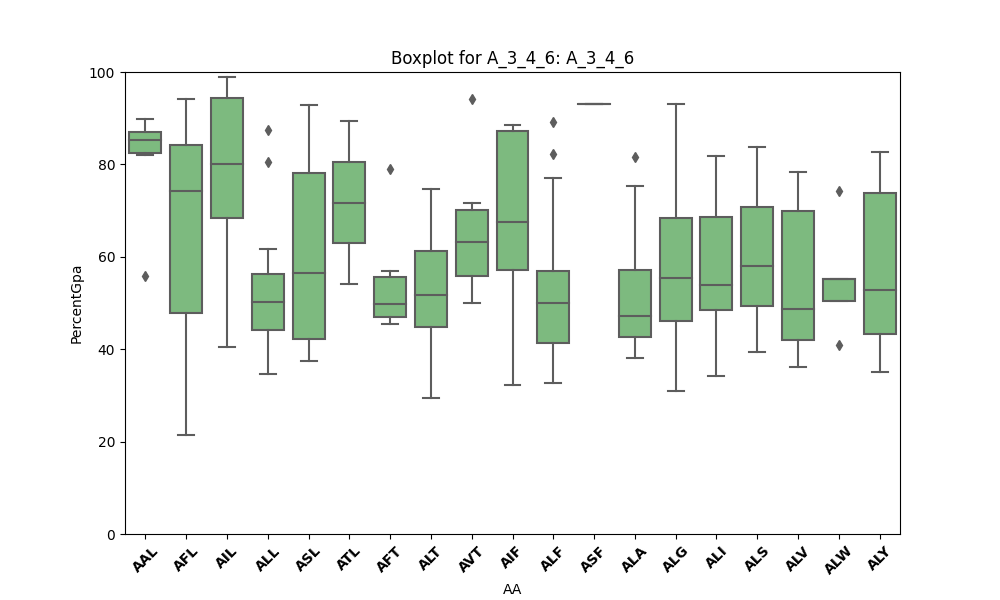 Boxplot for A_3_4_6: A_3_4_6
100
80
60
40
20
0
PercentGpa
AAL AFL AIL ALL ASL ATL AFT ALT AVT AIF ALF ASF ALA ALG ALI ALS ALV ALW ALY
AA